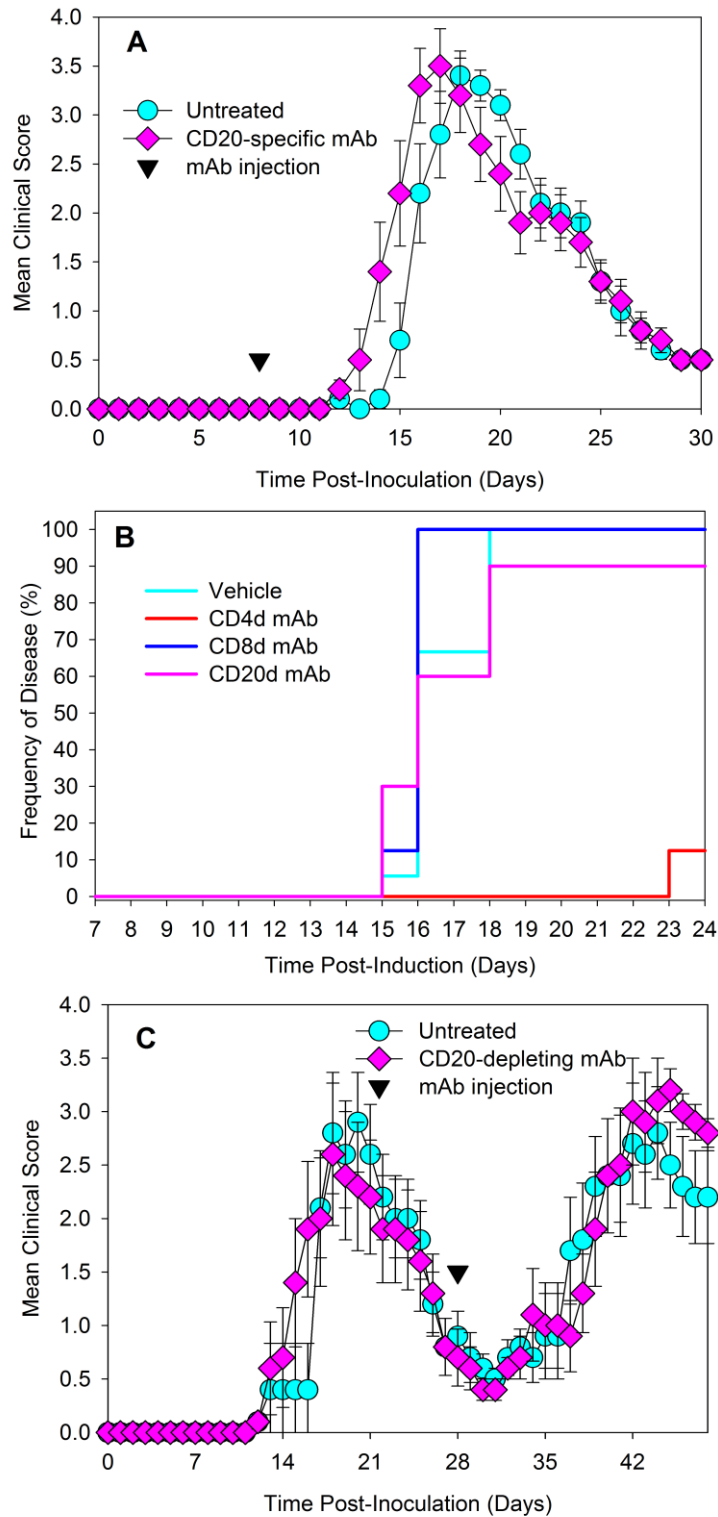 A
4.0
3.5
3.0
2.5
2.0
1.5
1.0
0.5
0.0
Mean Clinical Score
Untreated
CD20-specific mAb
mAb injection
0 5 10 15 20 25 30
Time Post-Inoculation (Days)
B
100
90
80
70
60
50
40
30
20
10
0
Frequency of Disease (%)
Vehicle
CD4d mAb
CD8d mAb
CD20d mAb
7 8 9 10 11 12 13 14 15 16 17 18 19 20 21 22 23 24
Time Post-Induction (Days)
C
4.0
3.5
3.0
2.5
2.0
1.5
1.0
0.5
0.0
Mean Clinical Score
Untreated
CD20-depleting mAb
mAb injection
0 7 14 21 28 35 42
Time Post-Inoculation (Days)